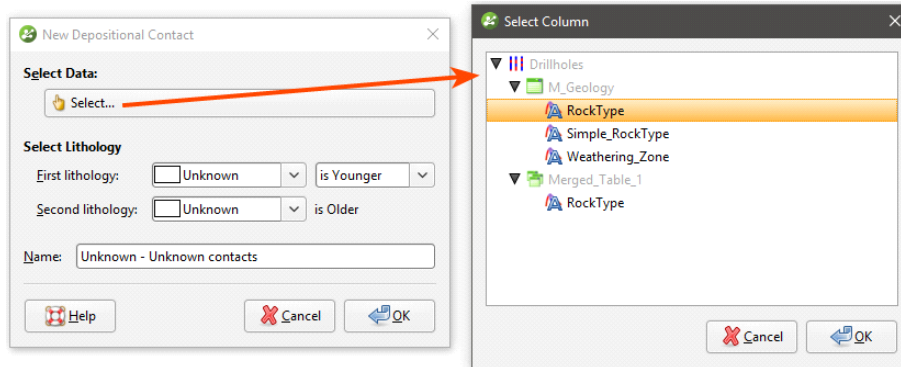 New Depositional Contact
Select Data:
Select...
Select Lithology
First lithology: Unknown is Younger
Second lithology: Unknown is Older
Name: Unknown - Unknown contacts
Help Cancel OK
Select Column
Drillholes
M_Geology
RockType
Simple_RockType
Weathering_Zone
Merged_Table_1
RockType
Cancel OK